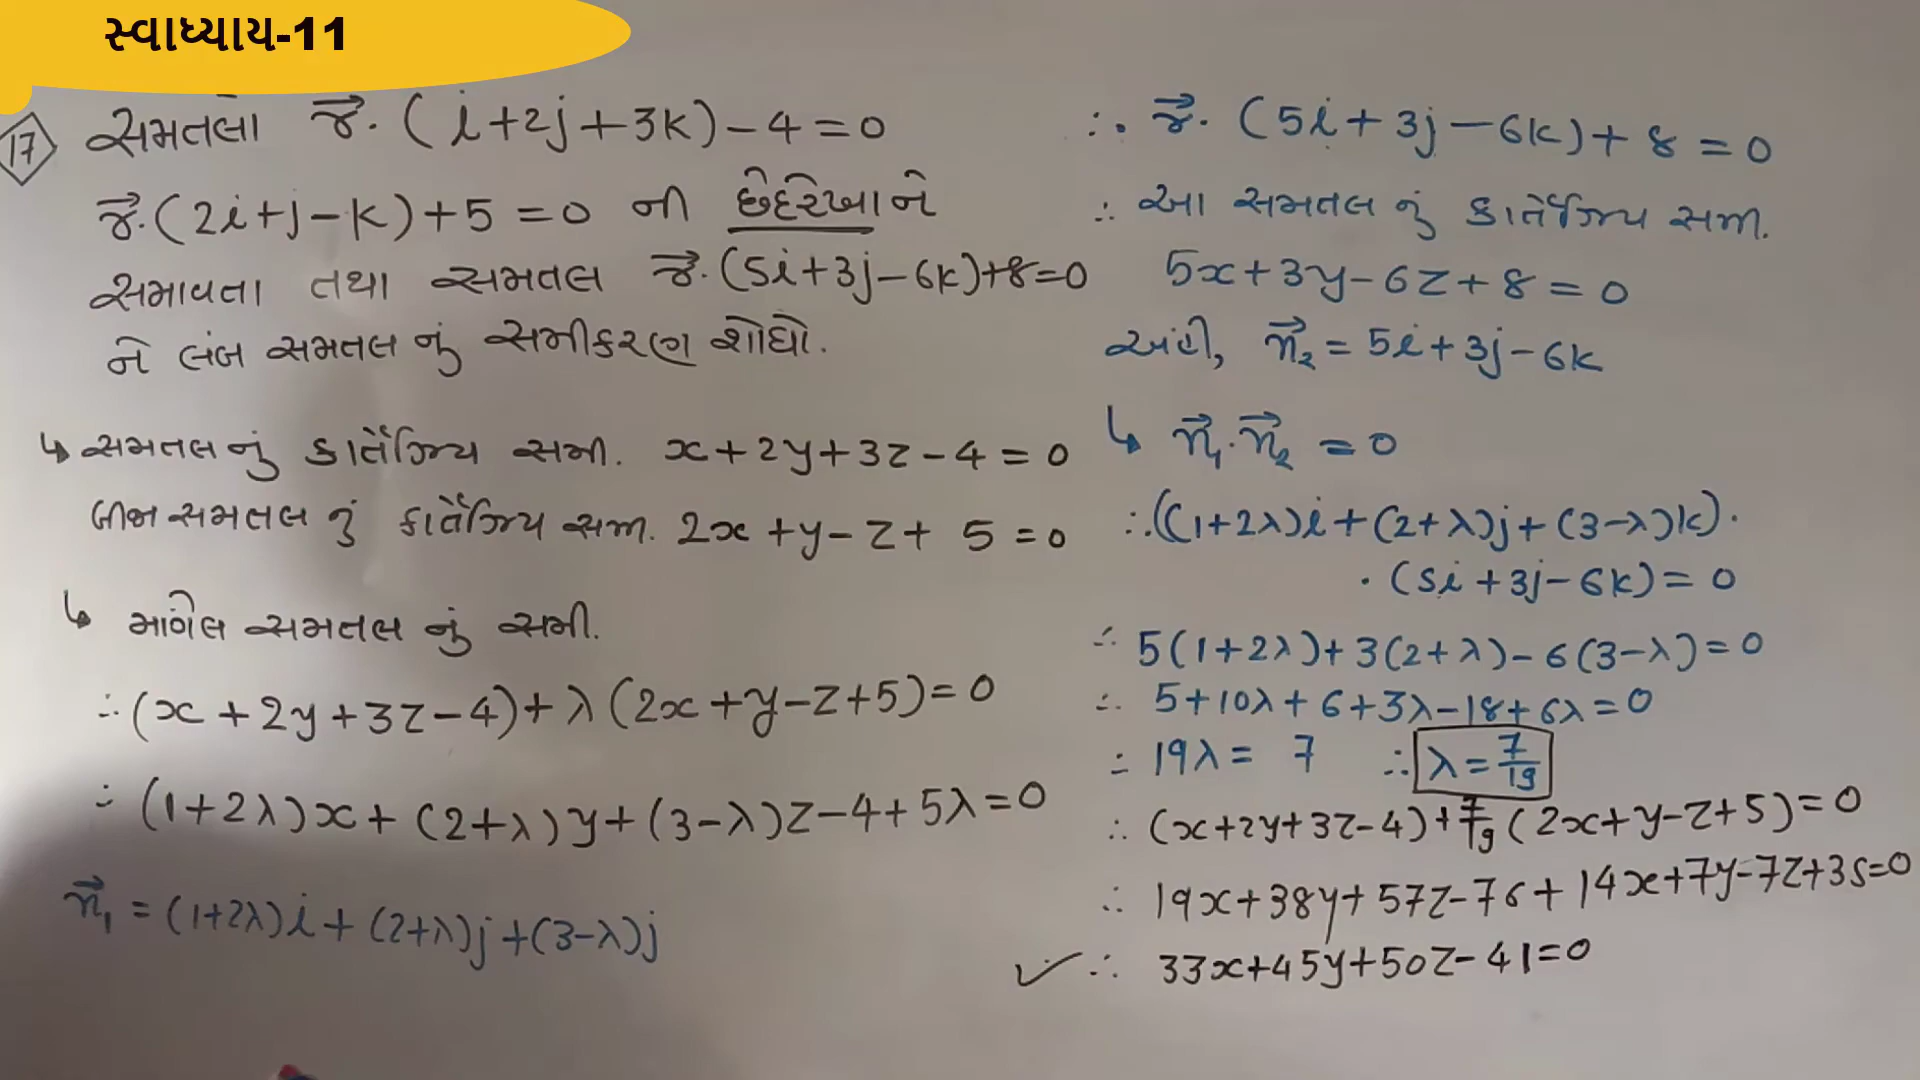 સ્વાધ્યાય-11
17 સમતલો r⃗.(i+2j+3k)-4=0
r⃗.(2i+j-k)+5=0 ની છેદરેખાને
સમાવતા તથા સમતલ r⃗.(5i+3j-6k)+8=0
ને લંબ સમતલ નું સમીકરણ શોધો.
↳ સમતલ નું કાર્તેઝિય સમી. x+2y+3z-4=0
બીજા સમતલ નું કાર્તેઝિય સમી. 2x+y-z+5=0
↳ માંગેલ સમતલ નું સમી.
∴ (x+2y+3z-4)+λ(2x+y-z+5)=0
∴ (1+2λ)x+(2+λ)y+(3-λ)z-4+5λ=0
n⃗₁=(1+2λ)i+(2+λ)j+(3-λ)j
∴ r⃗.(5i+3j-6k)+8=0
∴ આ સમતલ નું કાર્તેઝિય સમી.
5x+3y-6z+8=0
અહીં, n⃗₂=5i+3j-6k
↳ n⃗₁.n⃗₂=0
∴ ((1+2λ)i+(2+λ)j+(3-λ)k).
.(5i+3j-6k)=0
∴ 5(1+2λ)+3(2+λ)-6(3-λ)=0
∴ 5+10λ+6+3λ-18+6λ=0
∴ 19λ=7 ∴ λ=7/19
∴ (x+2y+3z-4)+7/19(2x+y-z+5)=0
∴ 19x+38y+57z-76+14x+7y-7z+35=0
✓ ∴ 33x+45y+50z-41=0